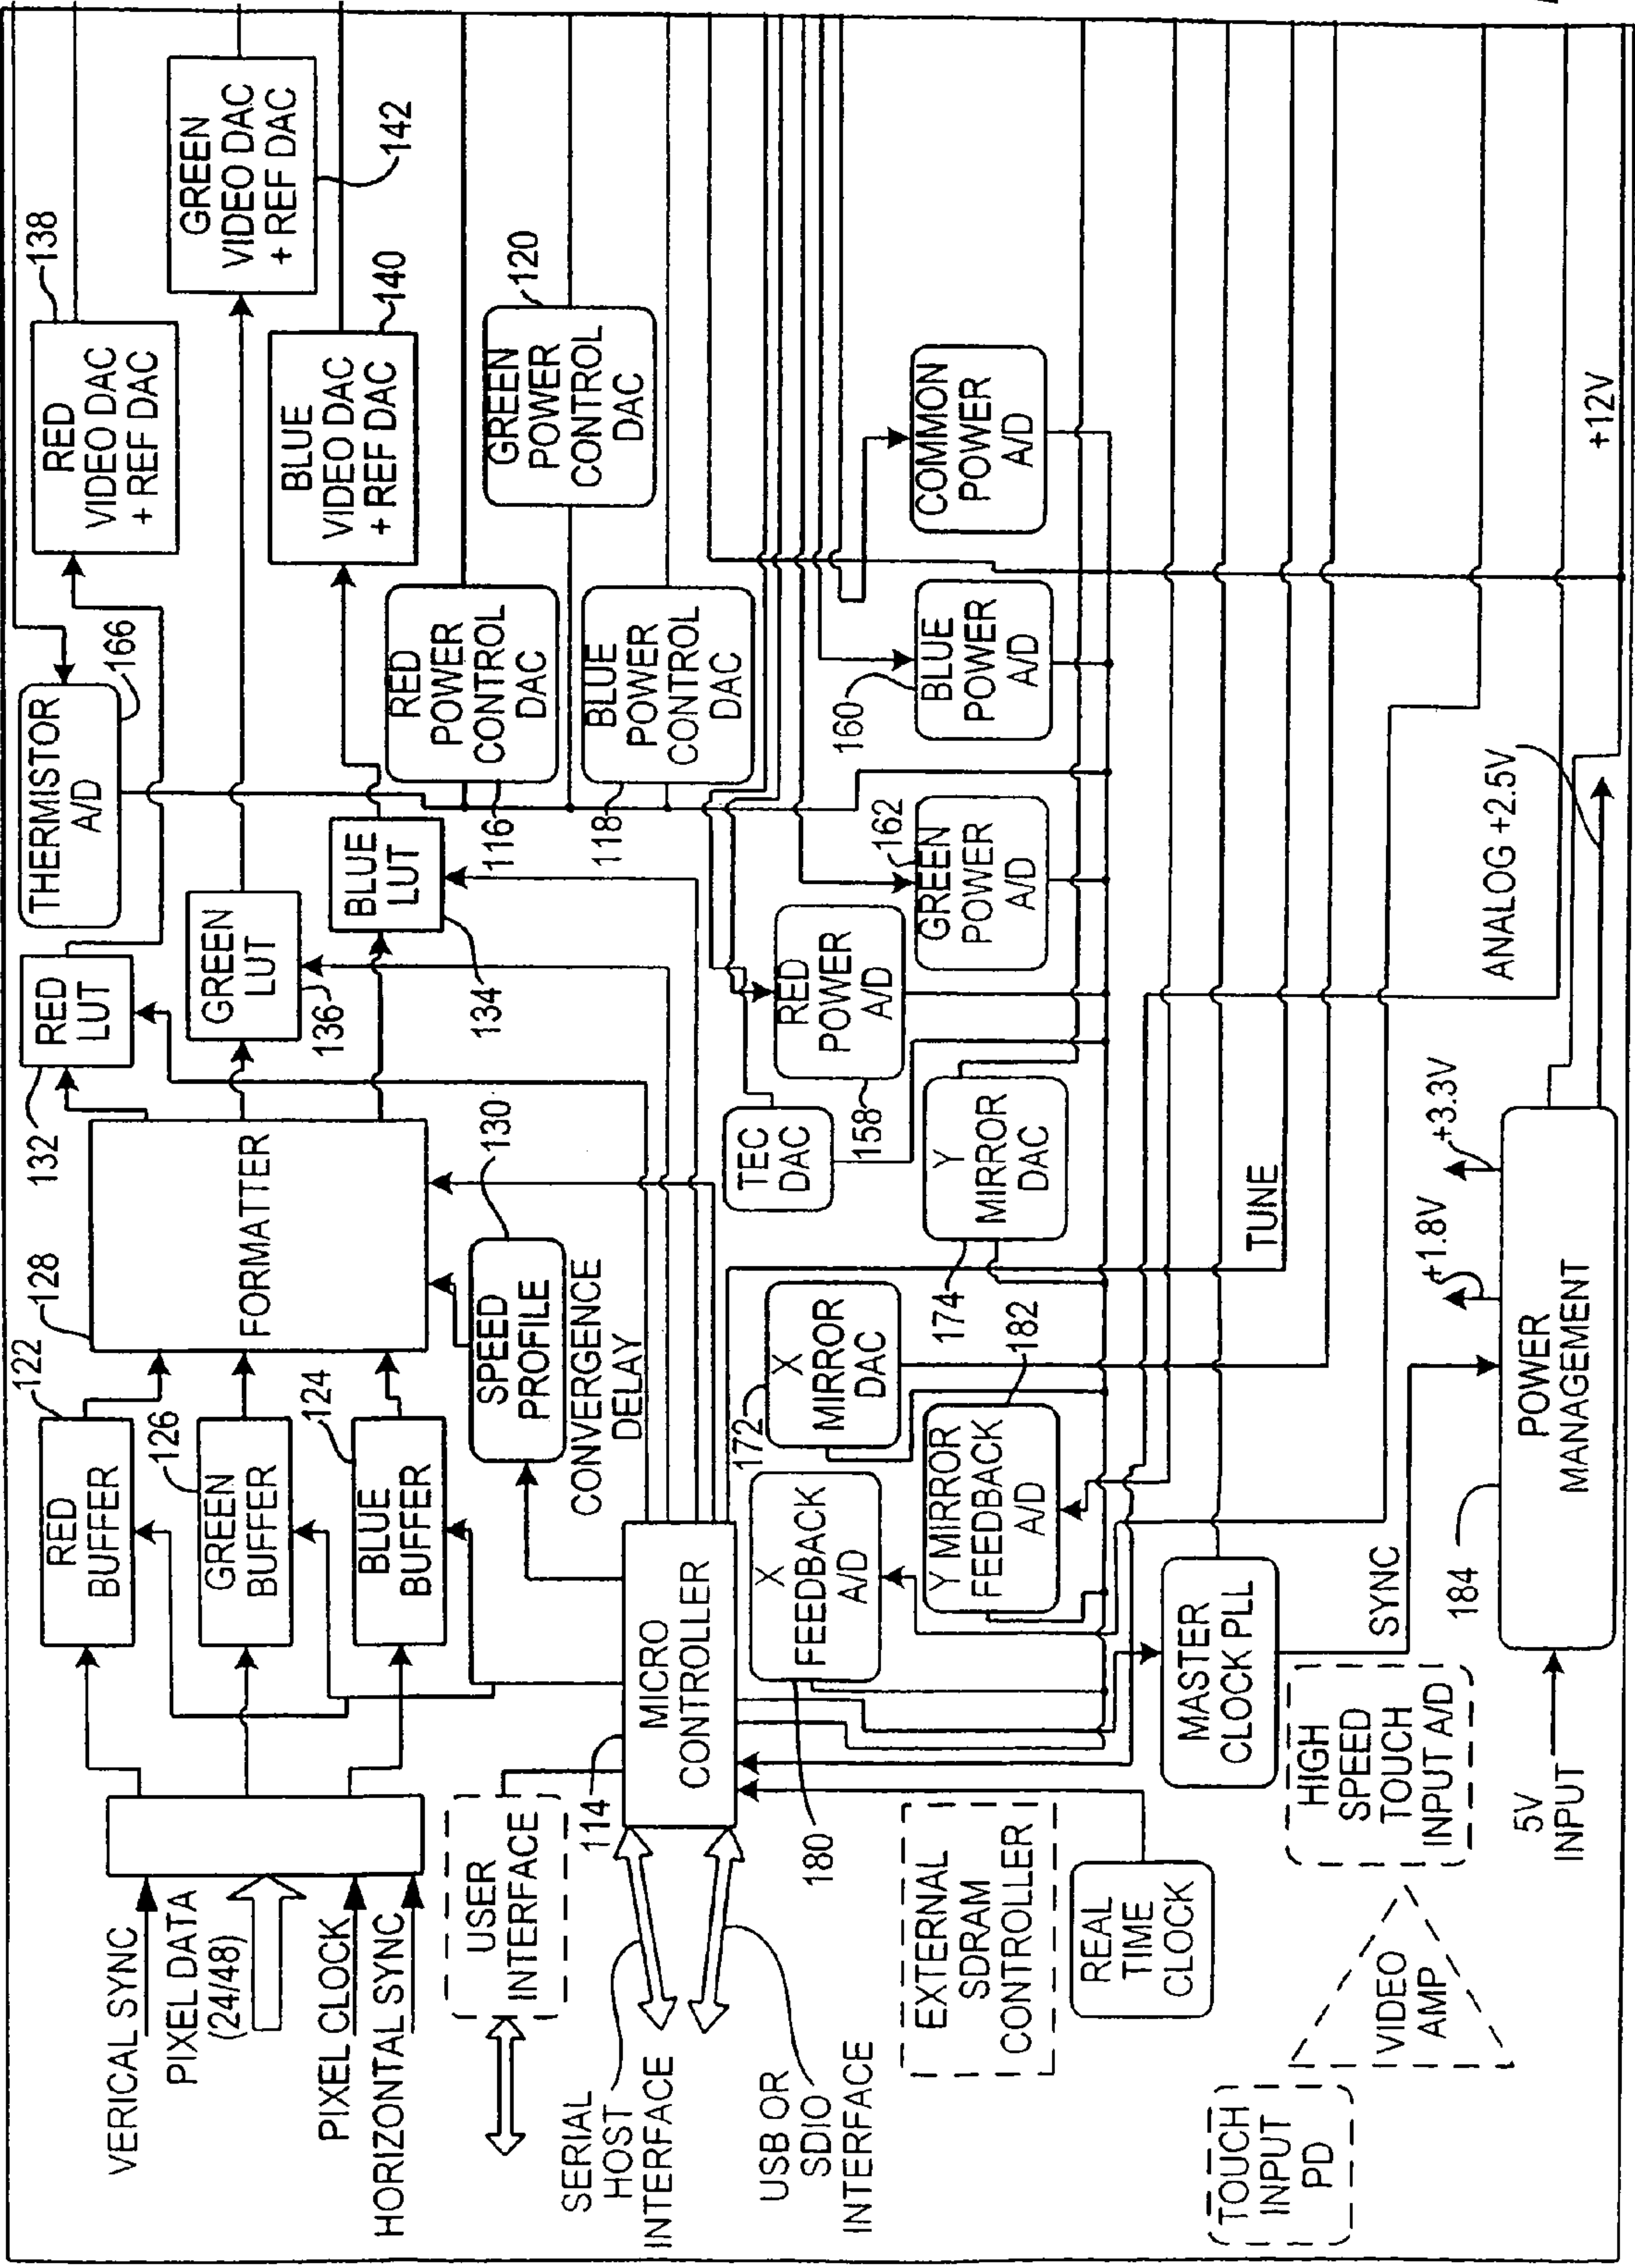 VERICAL SYNC
PIXEL DATA
(24/48)
PIXEL CLOCK
HORIZONTAL SYNC
RED
BUFFER
122
GREEN
BUFFER
126
BLUE
BUFFER
124
FORMATTER
128
SPEED
PROFILE
130
CONVERGENCE
DELAY
RED
LUT
132
GREEN
LUT
136
BLUE
LUT
134
THERMISTOR
A/D
166
RED
VIDEO DAC
+ REF DAC
138
GREEN
VIDEO DAC
+ REF DAC
142
BLUE
VIDEO DAC
+ REF DAC
140
RED
POWER
CONTROL
DAC
116
GREEN
POWER
CONTROL
DAC
120
BLUE
POWER
CONTROL
DAC
118
USER
INTERFACE
SERIAL
HOST
INTERFACE
USB OR
SDIO
INTERFACE
MICRO
CONTROLLER
114
X
FEEDBACK
A/D
180
X
MIRROR
DAC
172
Y MIRROR
FEEDBACK
A/D
182
Y
MIRROR
DAC
174
TEC
DAC
RED
POWER
A/D
158
GREEN
POWER
A/D
162
BLUE
POWER
A/D
160
COMMON
POWER
A/D
EXTERNAL
SDRAM
CONTROLLER
REAL
TIME
CLOCK
MASTER
CLOCK PLL
TUNE
SYNC
TOUCH
INPUT
PD
VIDEO
AMP
HIGH
SPEED
TOUCH
INPUT A/D
5V
INPUT
POWER
MANAGEMENT
184
+1.8V
+3.3V
ANALOG +2.5V
+12V